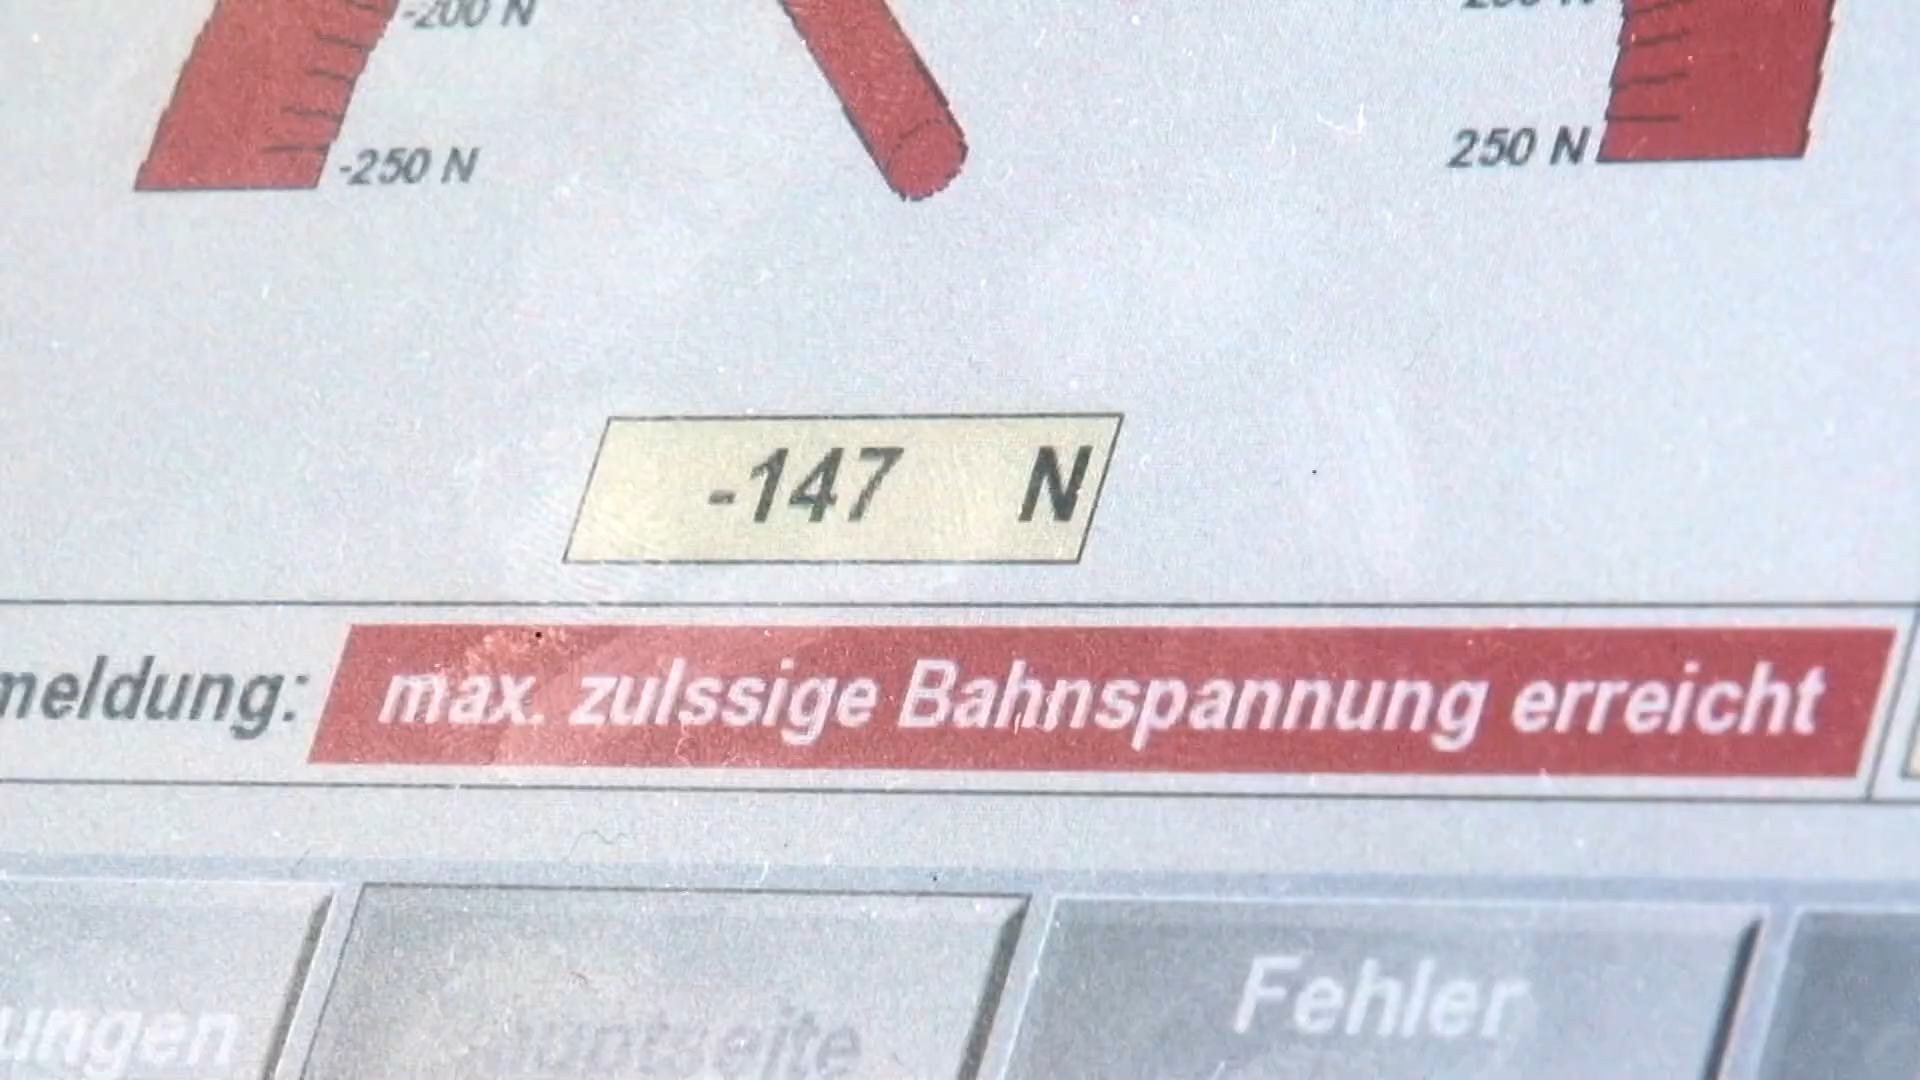 -200 N
-250 N
250 N
-147 N
meldung: max. zulssige Bahnspannung erreicht
ungen
Fehler